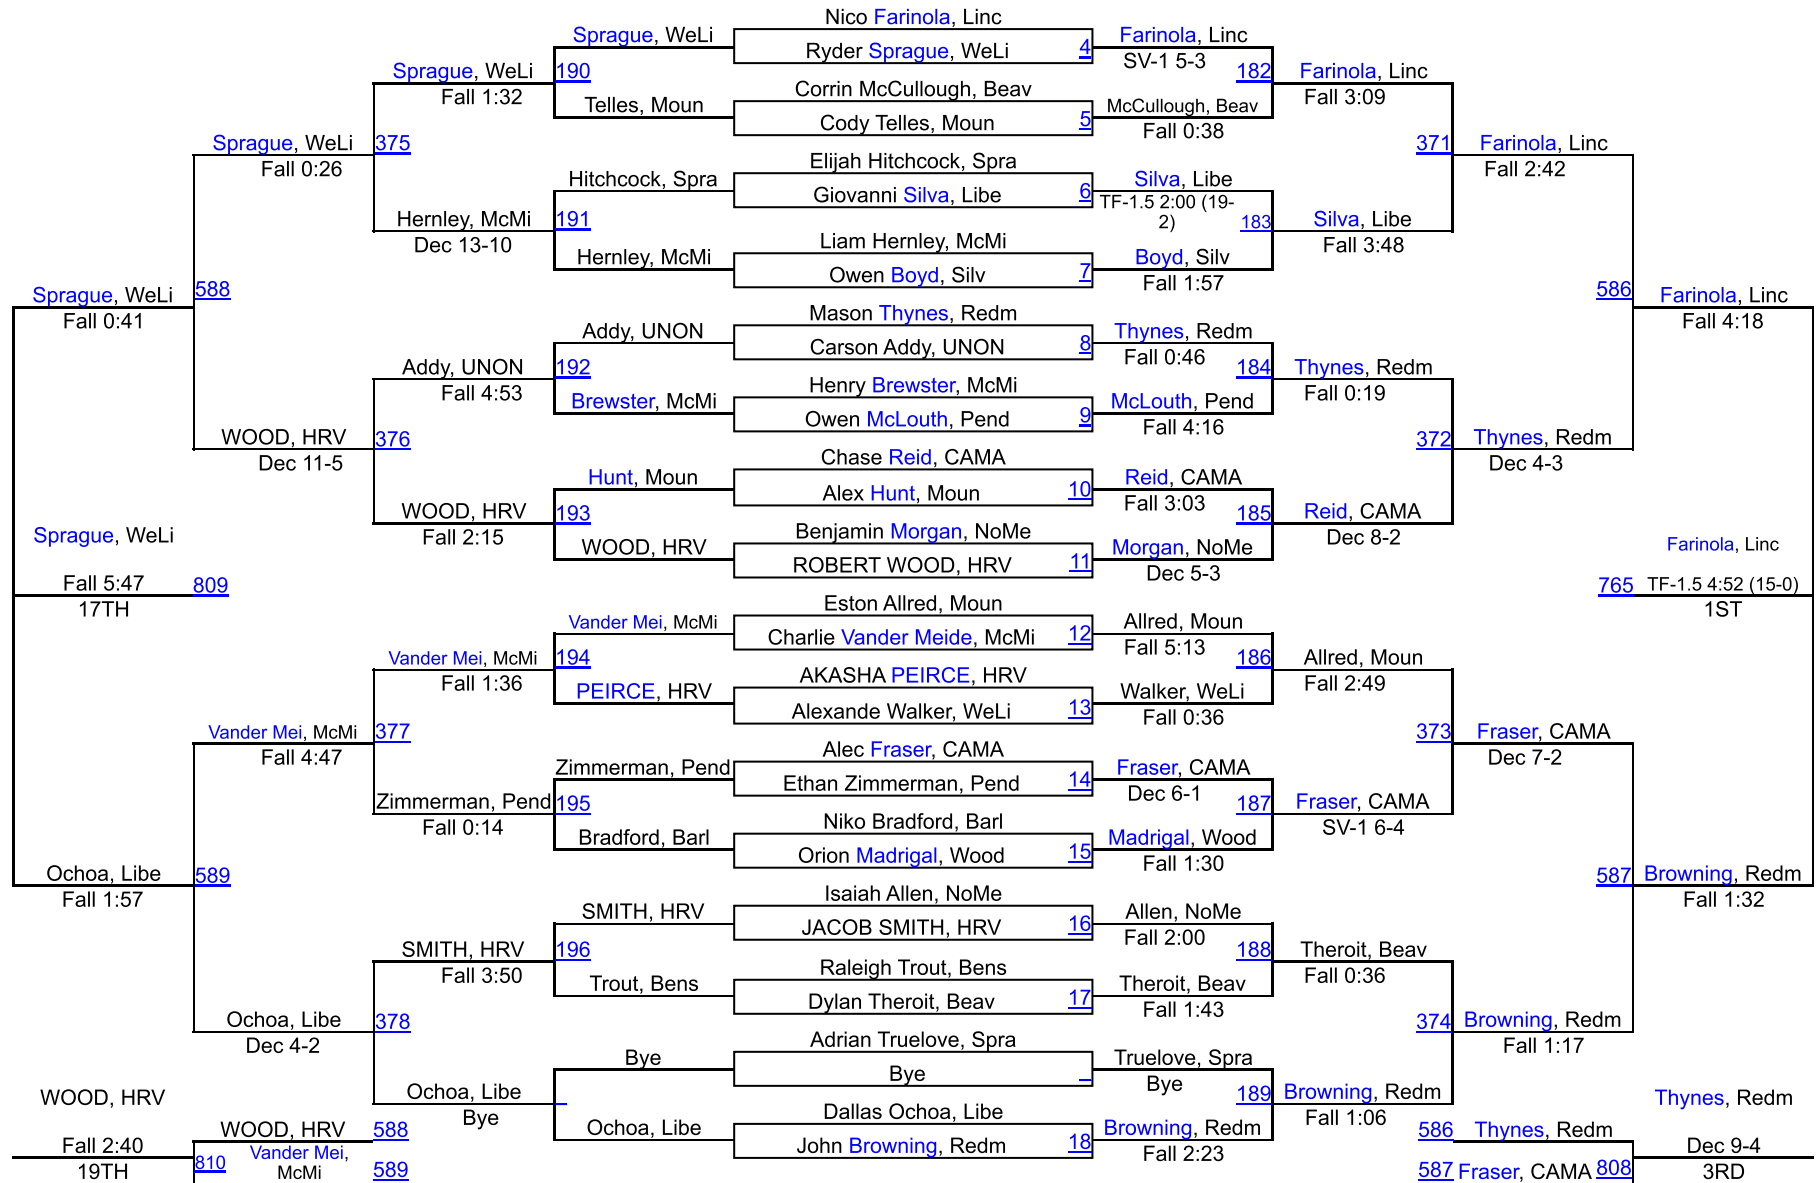 Nico Farinola, Linc
Sprague, WeLi
Ryder Sprague, WeLi 4
Farinola, Linc
SV-1 5-3
Sprague, WeLi
Fall 1:32
190
182
Farinola, Linc
Fall 3:09
Corrin McCullough, Beav
Telles, Moun
Cody Telles, Moun 5
McCullough, Beav
Fall 0:38
Sprague, WeLi
Fall 0:26
375
371
Farinola, Linc
Fall 2:42
Elijah Hitchcock, Spra
Hitchcock, Spra
Giovanni Silva, Libe 6
Silva, Libe
TF-1.5 2:00 (19-
2)
Hernley, McMi
Dec 13-10
191
183
Silva, Libe
Fall 3:48
Liam Hernley, McMi
Hernley, McMi
Owen Boyd, Silv 7
Boyd, Silv
Fall 1:57
Sprague, WeLi
Fall 0:41
588
586
Farinola, Linc
Fall 4:18
Mason Thynes, Redm
Addy, UNON
Carson Addy, UNON 8
Thynes, Redm
Fall 0:46
Addy, UNON
Fall 4:53
192
184
Thynes, Redm
Fall 0:19
Henry Brewster, McMi
Brewster, McMi
Owen McLouth, Pend 9
McLouth, Pend
Fall 4:16
WOOD, HRV
Dec 11-5
376
372
Thynes, Redm
Dec 4-3
Chase Reid, CAMA
Hunt, Moun
Alex Hunt, Moun 10
Reid, CAMA
Fall 3:03
WOOD, HRV
Fall 2:15
193
185
Reid, CAMA
Dec 8-2
Benjamin Morgan, NoMe
WOOD, HRV
ROBERT WOOD, HRV 11
Morgan, NoMe
Dec 5-3
Sprague, WeLi
Fall 5:47
17TH
809
Farinola, Linc
765
TF-1.5 4:52 (15-0)
1ST
Eston Allred, Moun
Vander Mei, McMi
Charlie Vander Meide, McMi 12
Allred, Moun
Fall 5:13
Vander Mei, McMi
Fall 1:36
194
186
Allred, Moun
Fall 2:49
AKASHA PEIRCE, HRV
PEIRCE, HRV
Alexande Walker, WeLi 13
Walker, WeLi
Fall 0:36
Vander Mei, McMi
Fall 4:47
377
373
Fraser, CAMA
Dec 7-2
Alec Fraser, CAMA
Zimmerman, Pend
Ethan Zimmerman, Pend 14
Fraser, CAMA
Dec 6-1
Zimmerman, Pend
Fall 0:14
195
187
Fraser, CAMA
SV-1 6-4
Niko Bradford, Barl
Bradford, Barl
Orion Madrigal, Wood 15
Madrigal, Wood
Fall 1:30
Ochoa, Libe
Fall 1:57
589
587
Browning, Redm
Fall 1:32
Isaiah Allen, NoMe
SMITH, HRV
JACOB SMITH, HRV 16
Allen, NoMe
Fall 2:00
SMITH, HRV
Fall 3:50
196
188
Theroit, Beav
Fall 0:36
Raleigh Trout, Bens
Trout, Bens
Dylan Theroit, Beav 17
Theroit, Beav
Fall 1:43
Ochoa, Libe
Dec 4-2
378
374
Browning, Redm
Fall 1:17
Adrian Truelove, Spra
Bye
Bye
Truelove, Spra
Bye
Ochoa, Libe
Bye
189
Browning, Redm
Fall 1:06
Dallas Ochoa, Libe
Ochoa, Libe
John Browning, Redm 18
Browning, Redm
Fall 2:23
WOOD, HRV
Fall 2:40
19TH
WOOD, HRV 588
810
Vander Mei,
McMi
589
Thynes, Redm
586 Thynes, Redm
587 Fraser, CAMA 808
Dec 9-4
3RD